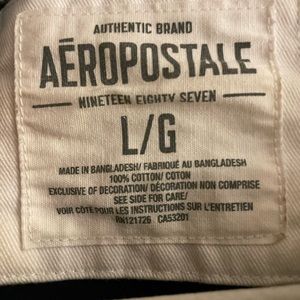 AUTHENTIC BRAND
AÉROPOSTALE
NINETEEN EIGHTY SEVEN
L/G
MADE IN BANGLADESH/ FABRIQUÉ AU BANGLADESH
100% COTTON/ COTON
EXCLUSIVE OF DECORATION/ DÉCORATION NON COMPRISE
SEE SIDE FOR CARE/
VOIR CÔTÉ POUR LES INSTRUCTIONS SUR L'ENTRETIEN
RN121726 CA53201